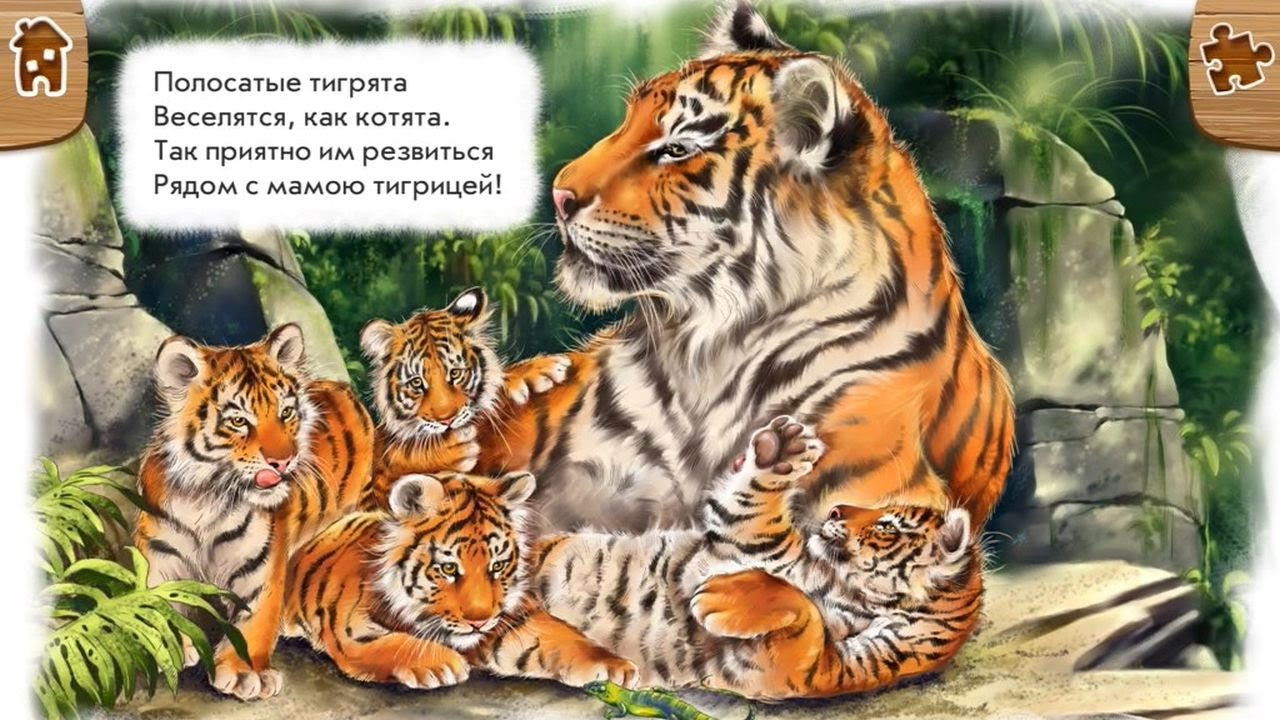 Полосатые тигрята
Веселятся, как котята.
Так приятно им резвиться
Рядом с мамою тигрицей!